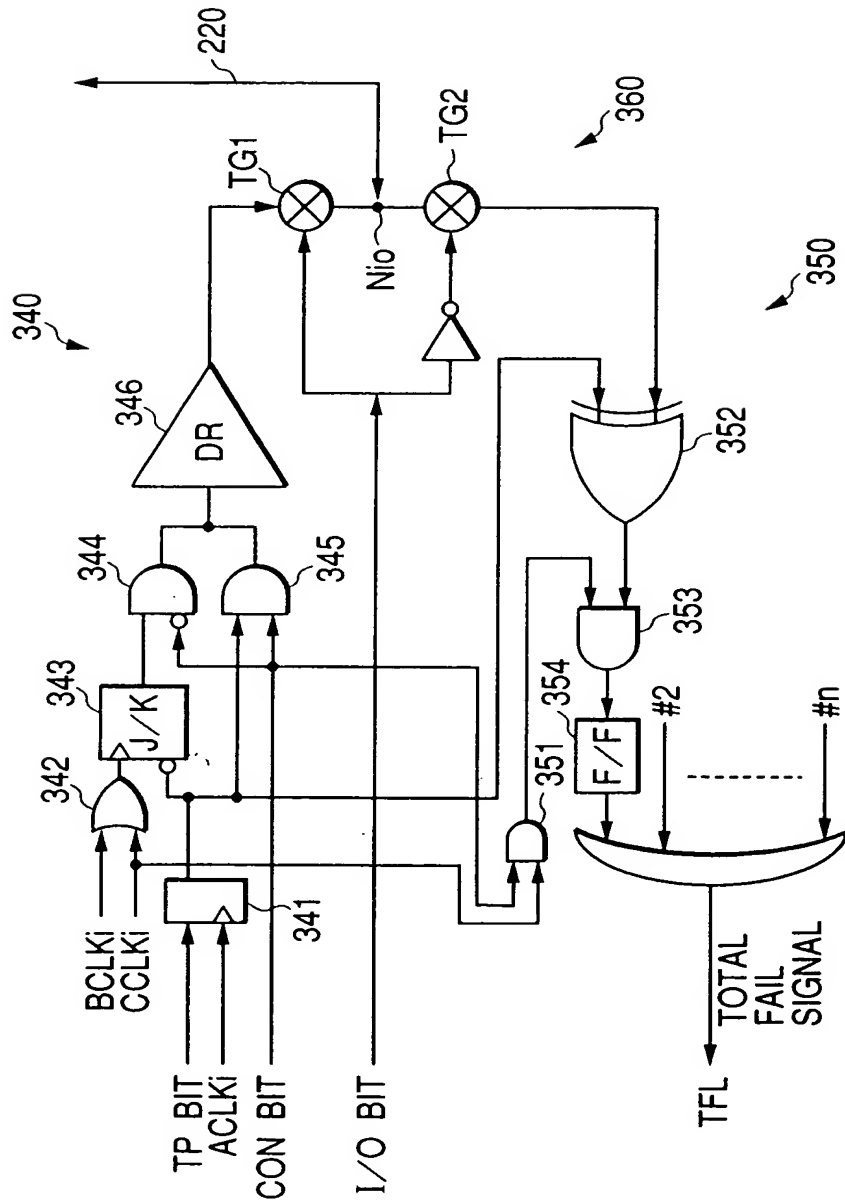 340
220
346
DR
TG1
Nio
TG2
360
344
345
343
J/K
342
BCLKi
CCLKi
341
TP BIT
ACLKi
CON BIT
I/O BIT
350
352
353
354
F/F
351
#2
#n
TOTAL
FAIL
SIGNAL
TFL